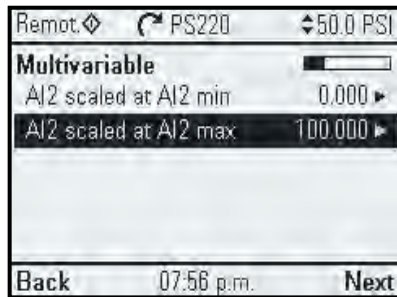 Remot. PS220 50.0 PSI
Multivariable
AI2 scaled at AI2 min 0.000
AI2 scaled at AI2 max 100.000
Back 07:56 p.m. Next